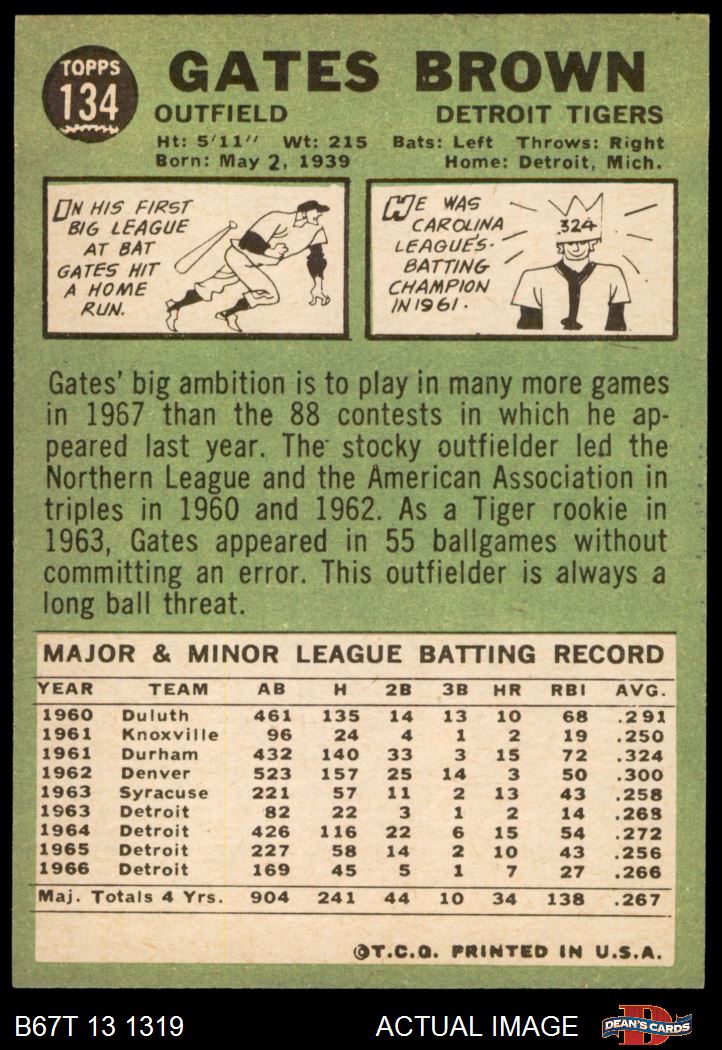 TOPPS
134
GATES BROWN
OUTFIELD DETROIT TIGERS
Ht: 5'11" Wt: 215 Bats: Left Throws: Right
Born: May 2, 1939 Home: Detroit, Mich.
IN HIS FIRST
BIG LEAGUE
AT BAT
GATES HIT
A HOME
RUN.
HE WAS
CAROLINA
LEAGUES-
BATTING
CHAMPION
IN 1961.
324
Gates' big ambition is to play in many more games
in 1967 than the 88 contests in which he ap-
peared last year. The stocky outfielder led the
Northern League and the American Association in
triples in 1960 and 1962. As a Tiger rookie in
1963, Gates appeared in 55 ballgames without
committing an error. This outfielder is always a
long ball threat.
MAJOR & MINOR LEAGUE BATTING RECORD
YEAR TEAM AB H 2B 3B HR RBI AVG.
1960 Duluth 461 135 14 13 10 68 .291
1961 Knoxville 96 24 4 1 2 19 .250
1961 Durham 432 140 33 3 15 72 .324
1962 Denver 523 157 25 14 3 50 .300
1963 Syracuse 221 57 11 2 13 43 .258
1963 Detroit 82 22 3 1 2 14 .268
1964 Detroit 426 116 22 6 15 54 .272
1965 Detroit 227 58 14 2 10 43 .256
1966 Detroit 169 45 5 1 7 27 .266
Maj. Totals 4 Yrs. 904 241 44 10 34 138 .267
©T.C.G. PRINTED IN U.S.A.
B67T 13 1319 ACTUAL IMAGE
D
DEAN'S CARDS